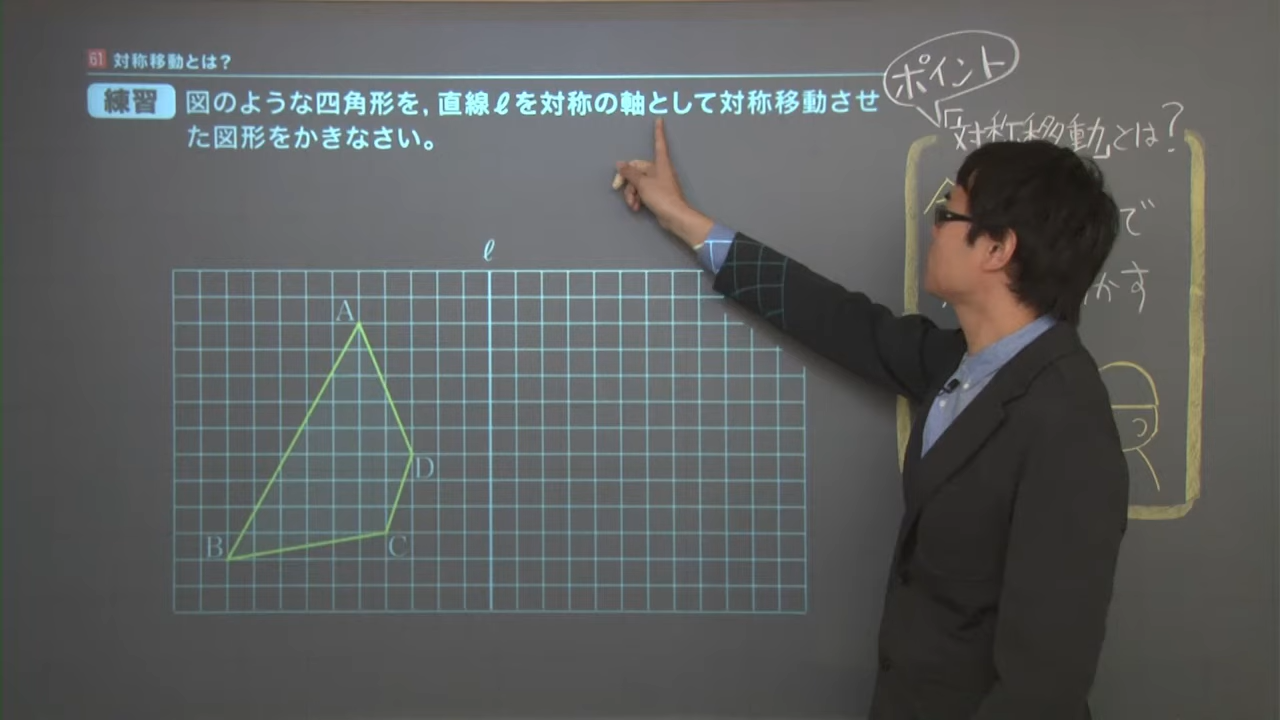 61 対称移動とは?
練習 図のような四角形を, 直線ℓを対称の軸として対称移動させ
た図形をかきなさい。
ポイント
「対称移動」とは?
で
かす
ℓ
A
D
B
C